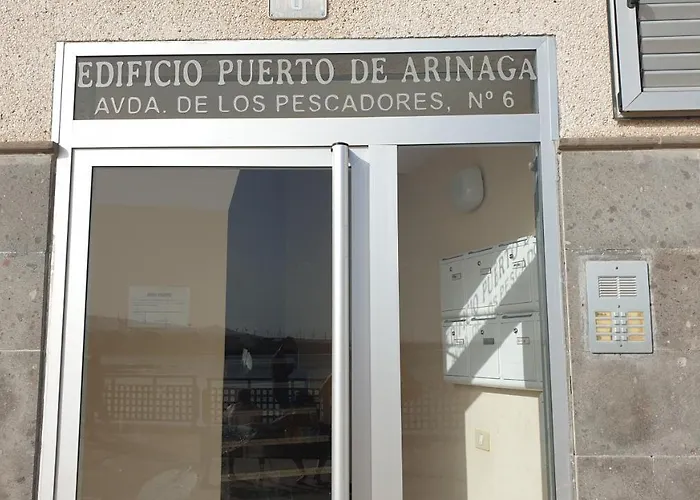 EDIFICIO PUERTO DE ARINAGA
AVDA. DE LOS PESCADORES, Nº 6